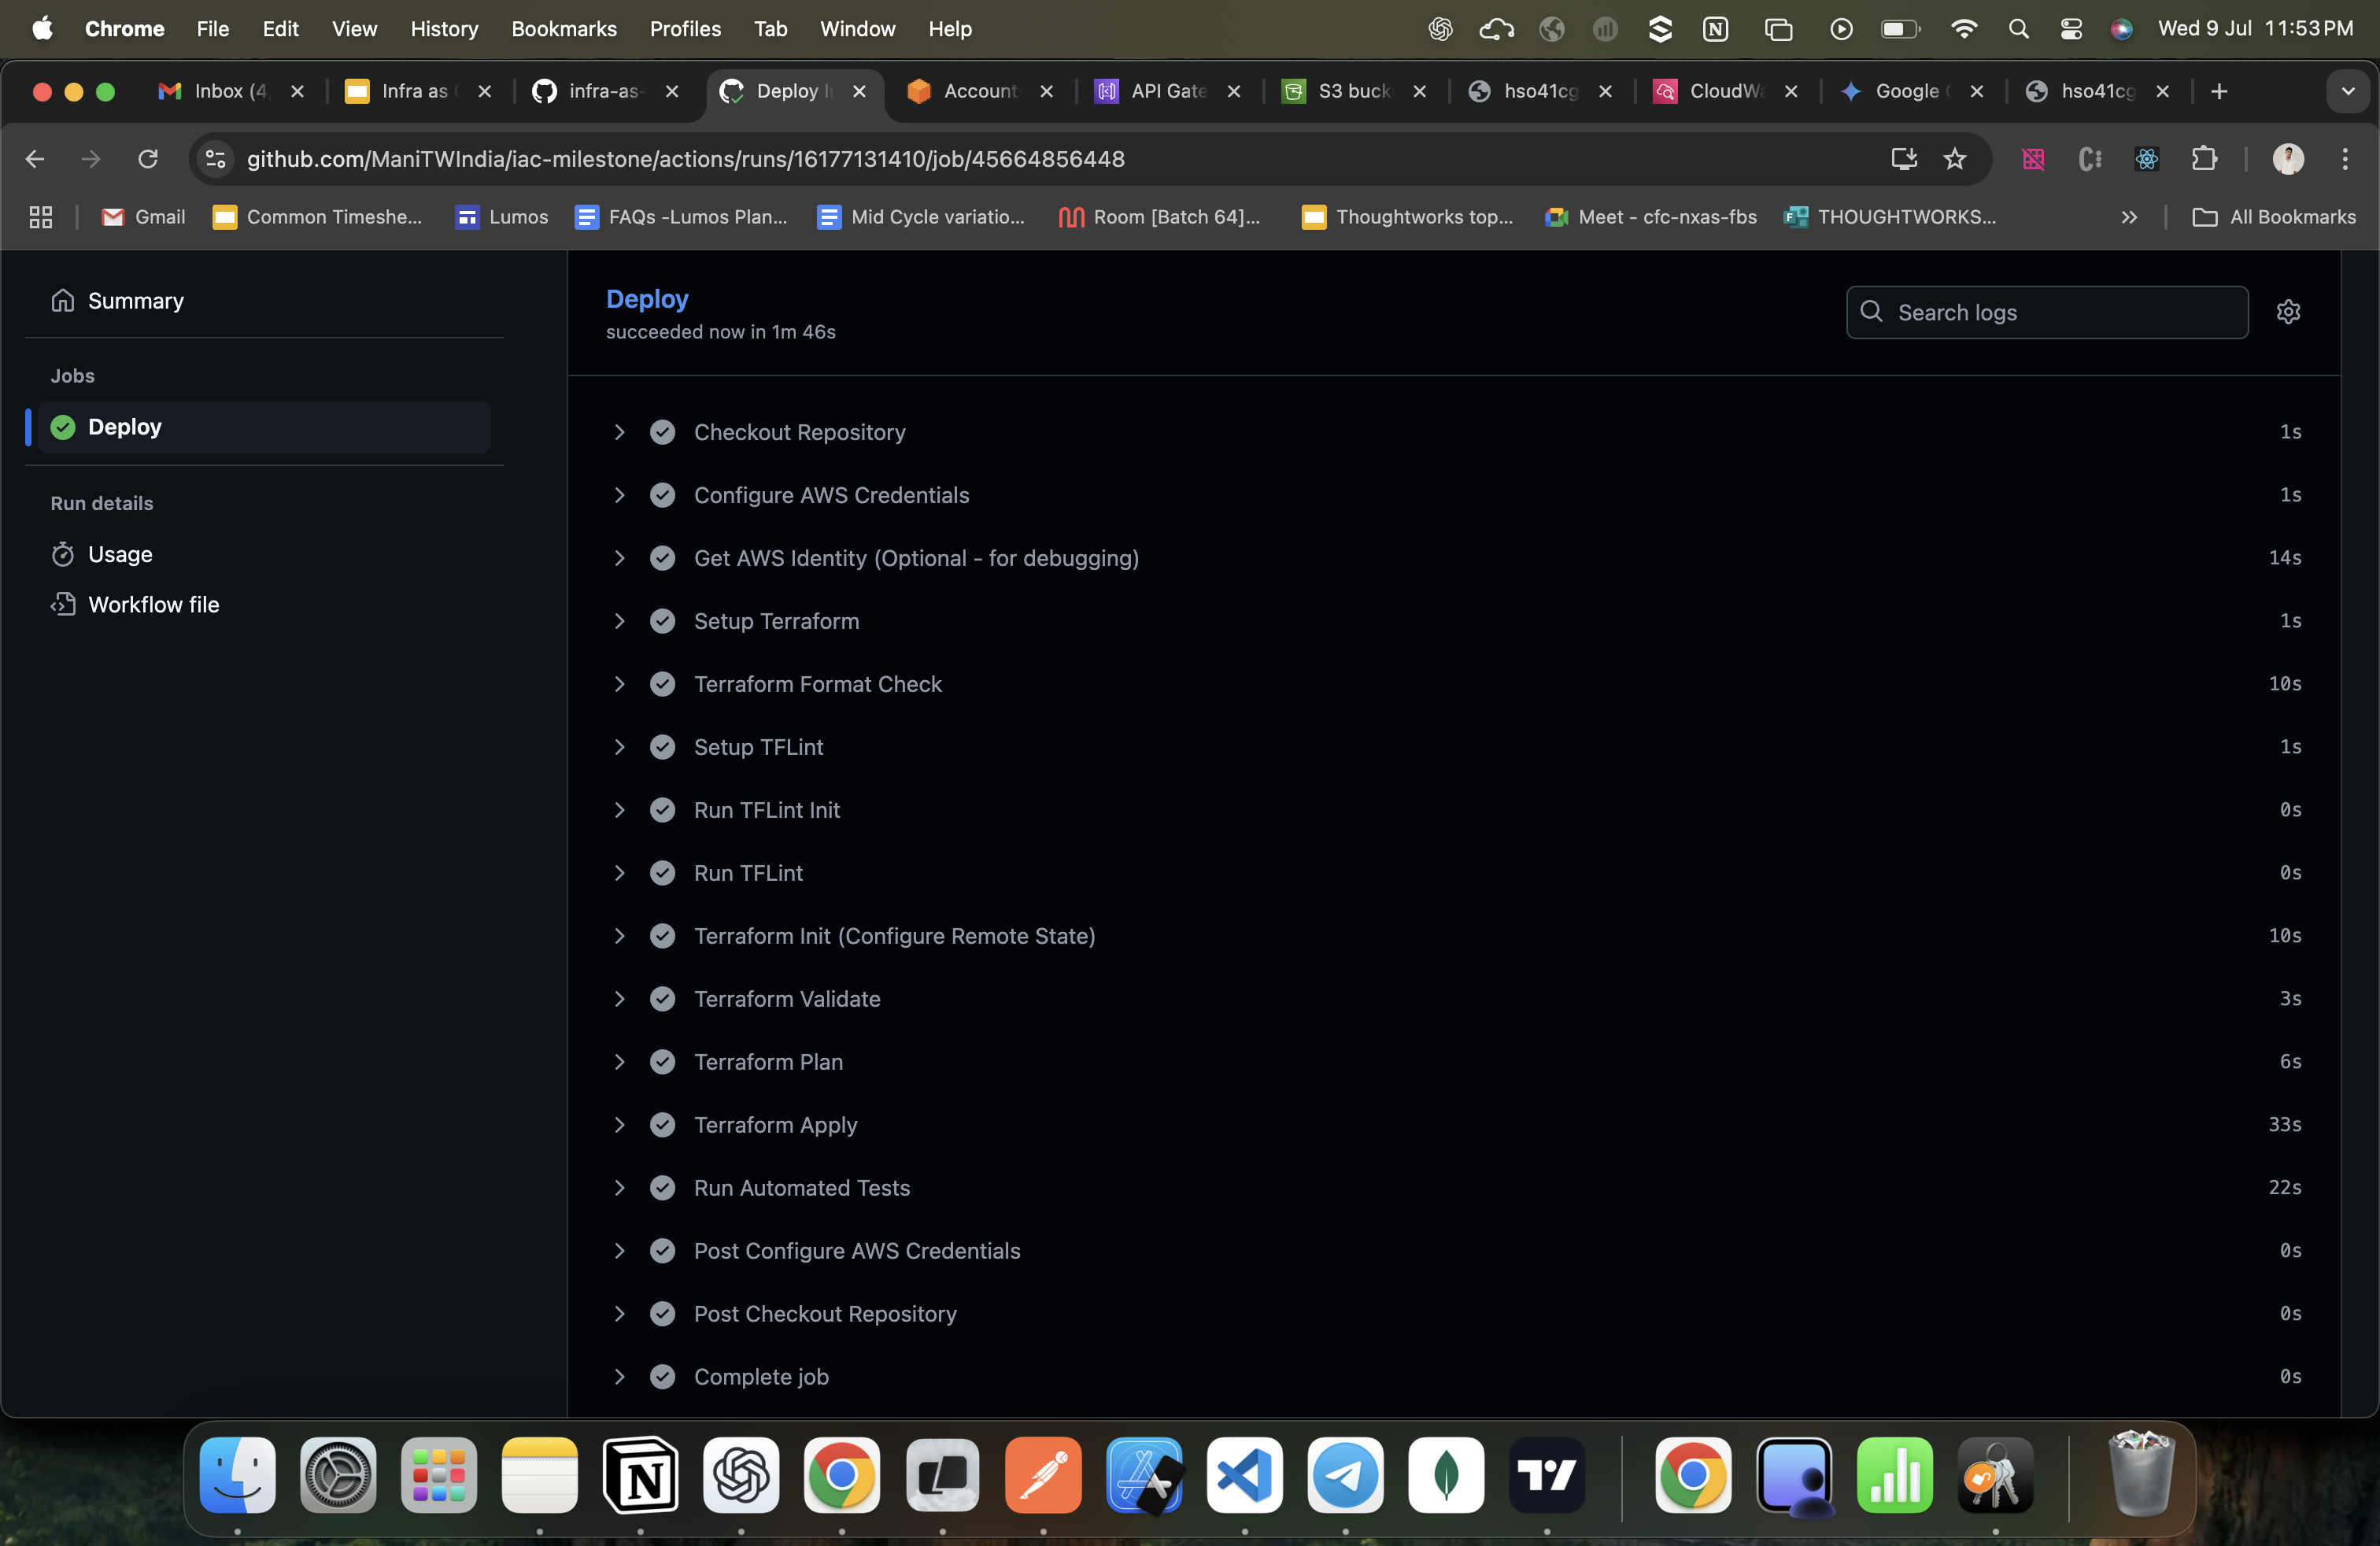 Chrome File Edit View History Bookmarks Profiles Tab Window Help Wed 9 Jul 11:53 PM
Inbox (4, Infra as infra-as- Deploy Account API Gate S3 buck hso41cg CloudWa Google hso41cg
github.com/ManiTWIndia/iac-milestone/actions/runs/16177131410/job/45664856448
Gmail Common Timeshe... Lumos FAQs -Lumos Plan... Mid Cycle variatio... Room [Batch 64]... Thoughtworks top... Meet - cfc-nxas-fbs THOUGHTWORKS... All Bookmarks
Summary
Jobs
Deploy
Run details
Usage
Workflow file
Deploy
succeeded now in 1m 46s
Search logs
Checkout Repository 1s
Configure AWS Credentials 1s
Get AWS Identity (Optional - for debugging) 14s
Setup Terraform 1s
Terraform Format Check 10s
Setup TFLint 1s
Run TFLint Init 0s
Run TFLint 0s
Terraform Init (Configure Remote State) 10s
Terraform Validate 3s
Terraform Plan 6s
Terraform Apply 33s
Run Automated Tests 22s
Post Configure AWS Credentials 0s
Post Checkout Repository 0s
Complete job 0s